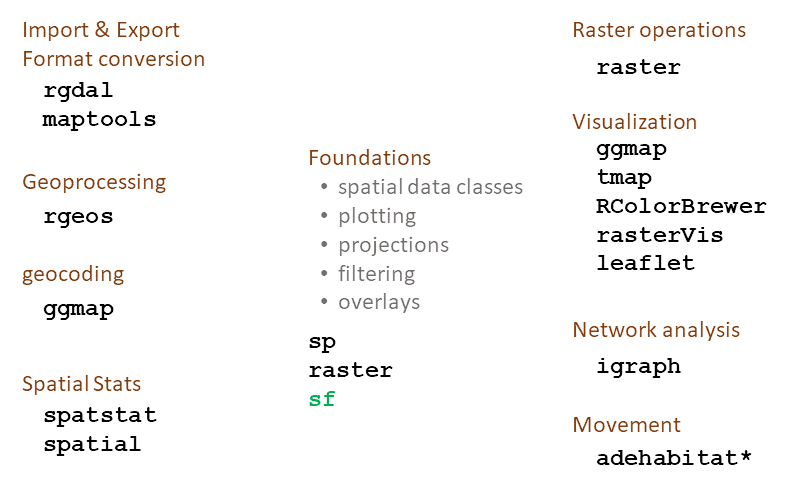 Import & Export
Format conversion
rgdal
maptools
Geoprocessing
rgeos
geocoding
ggmap
Spatial Stats
spatstat
spatial
Foundations
• spatial data classes
• plotting
• projections
• filtering
• overlays
sp
raster
sf
Raster operations
raster
Visualization
ggmap
tmap
RColorBrewer
rasterVis
leaflet
Network analysis
igraph
Movement
adehabitat*